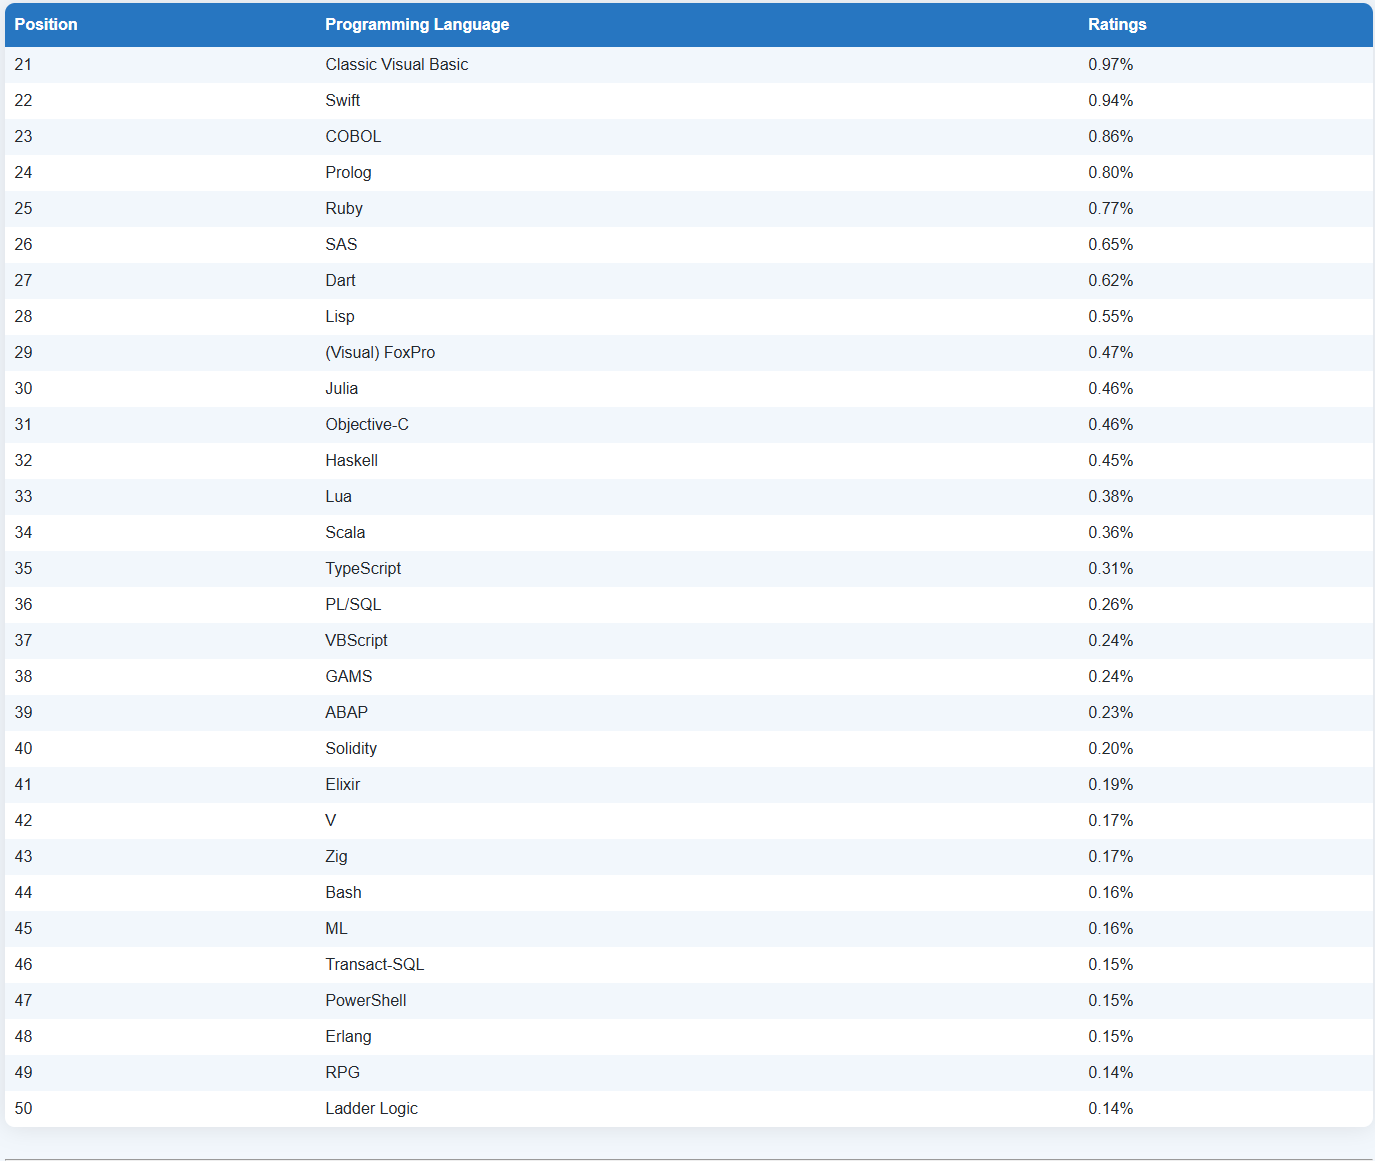 Position Programming Language Ratings
21 Classic Visual Basic 0.97%
22 Swift 0.94%
23 COBOL 0.86%
24 Prolog 0.80%
25 Ruby 0.77%
26 SAS 0.65%
27 Dart 0.62%
28 Lisp 0.55%
29 (Visual) FoxPro 0.47%
30 Julia 0.46%
31 Objective-C 0.46%
32 Haskell 0.45%
33 Lua 0.38%
34 Scala 0.36%
35 TypeScript 0.31%
36 PL/SQL 0.26%
37 VBScript 0.24%
38 GAMS 0.24%
39 ABAP 0.23%
40 Solidity 0.20%
41 Elixir 0.19%
42 V 0.17%
43 Zig 0.17%
44 Bash 0.16%
45 ML 0.16%
46 Transact-SQL 0.15%
47 PowerShell 0.15%
48 Erlang 0.15%
49 RPG 0.14%
50 Ladder Logic 0.14%